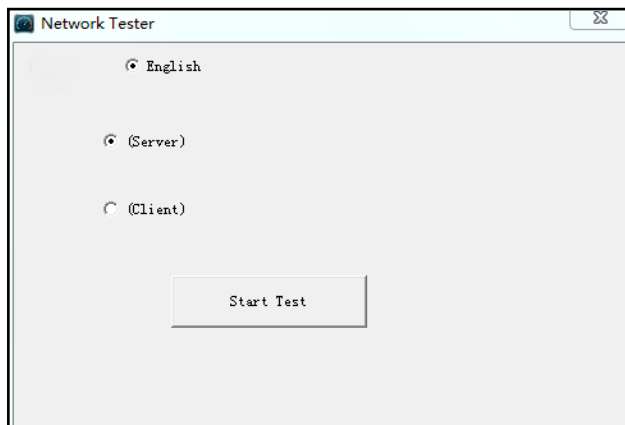 Network Tester
English
(Server)
(Client)
Start Test